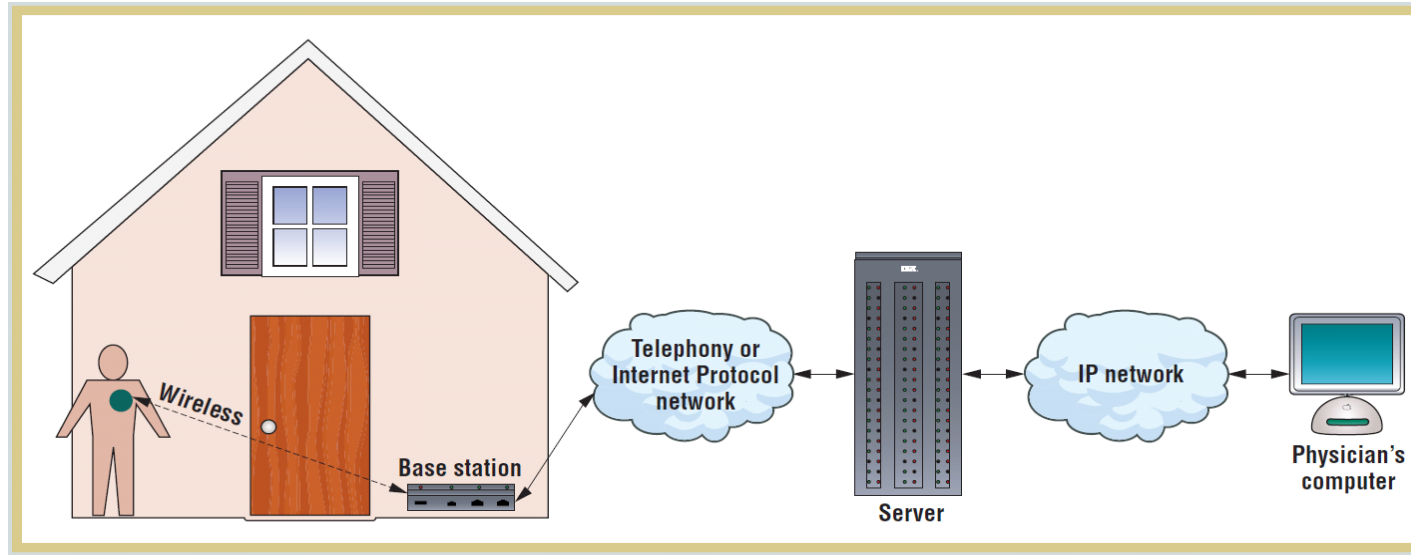 Wireless
Base station
Telephony or
Internet Protocol
network
Server
IP network
Physician's
computer